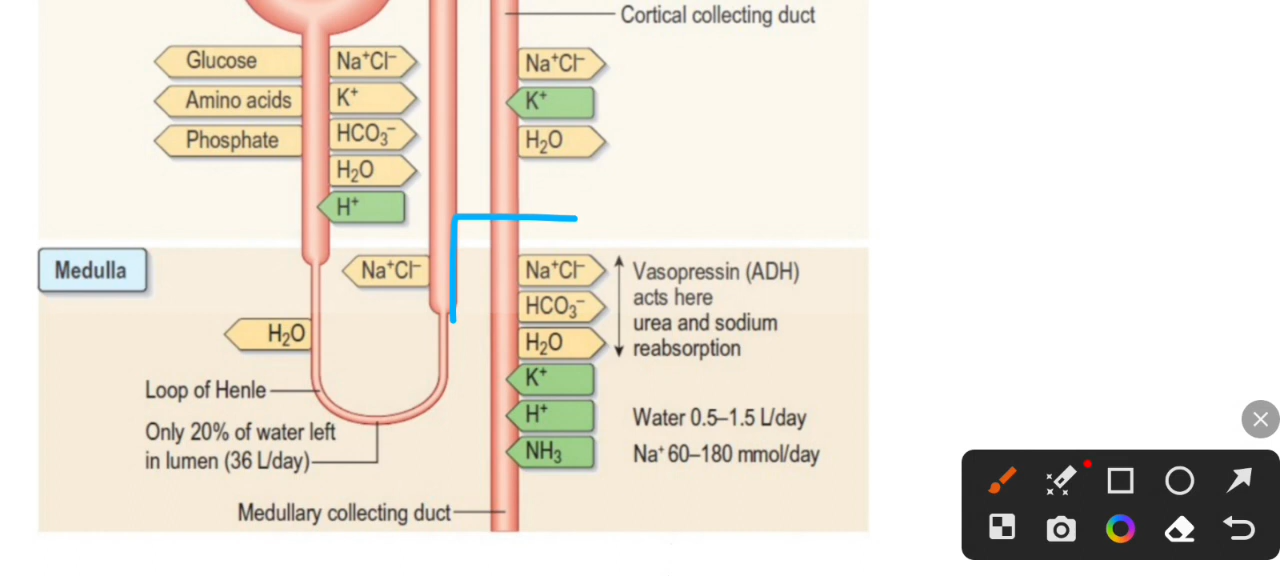 Cortical collecting duct
Glucose
Na⁺Cl⁻
Na⁺Cl⁻
Amino acids
K⁺
K⁺
Phosphate
HCO₃⁻
H₂O
H₂O
H⁺
Medulla
Na⁺Cl⁻
Na⁺Cl⁻
Vasopressin (ADH)
acts here
urea and sodium
reabsorption
HCO₃⁻
H₂O
H₂O
K⁺
Loop of Henle
H⁺
Water 0.5–1.5 L/day
Only 20% of water left
in lumen (36 L/day)
NH₃
Na⁺ 60–180 mmol/day
Medullary collecting duct